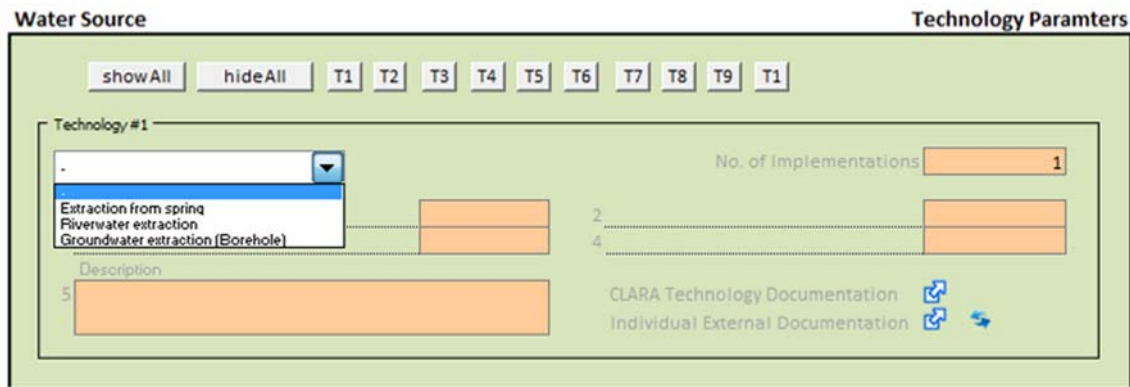 Water Source Technology Paramters
showAll hideAll T1 T2 T3 T4 T5 T6 T7 T8 T9 T1
Technology #1
- No. of Implementations 1
-
Extraction from spring
Riverwater extraction 2
Groundwater extraction (Borehole) 4
Description
5 CLARA Technology Documentation
Individual External Documentation